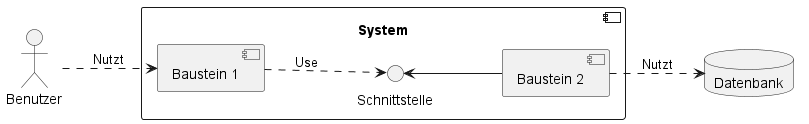 System
Benutzer
Nutzt
Baustein 1
Use
Schnittstelle
Baustein 2
Nutzt
Datenbank